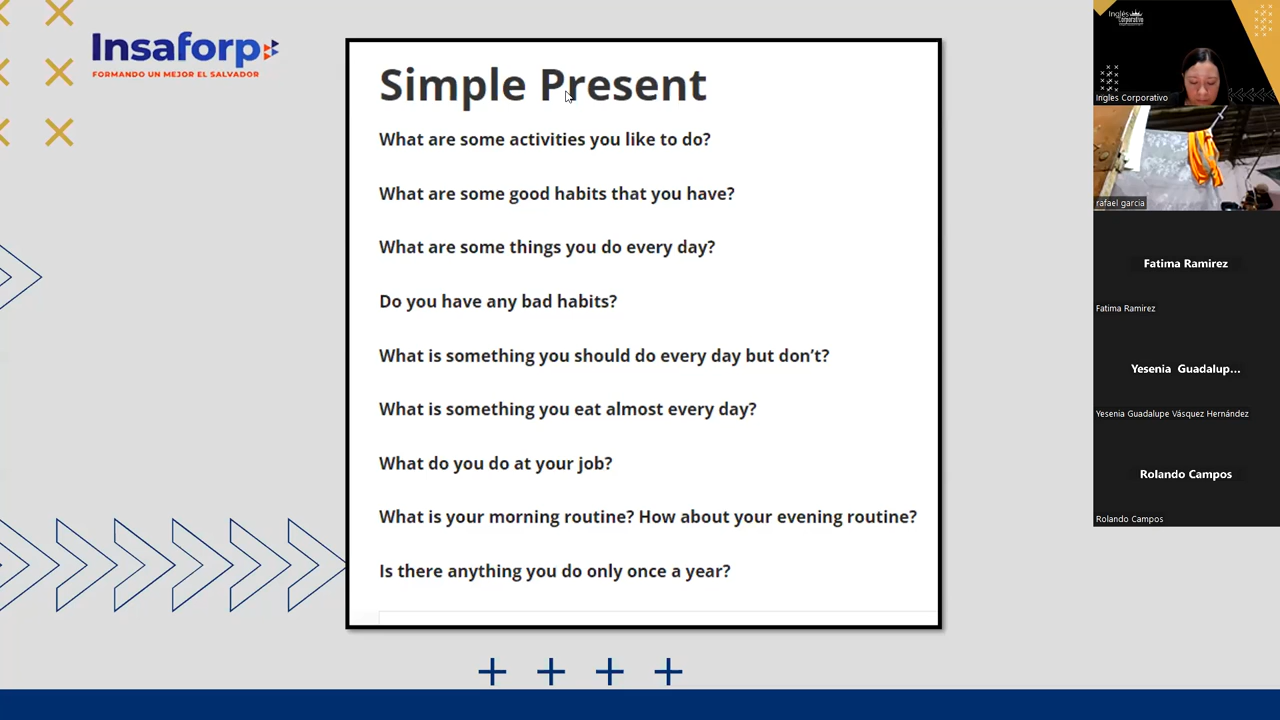 Insaforp
FORMANDO UN MEJOR EL SALVADOR
Simple Present
What are some activities you like to do?
What are some good habits that you have?
What are some things you do every day?
Do you have any bad habits?
What is something you should do every day but don't?
What is something you eat almost every day?
What do you do at your job?
What is your morning routine? How about your evening routine?
Is there anything you do only once a year?
Inglés
Corporativo
Ingles Corporativo
rafael garcia
Fatima Ramirez
Fatima Ramirez
Yesenia Guadalup...
Yesenia Guadalupe Vásquez Hernández
Rolando Campos
Rolando Campos